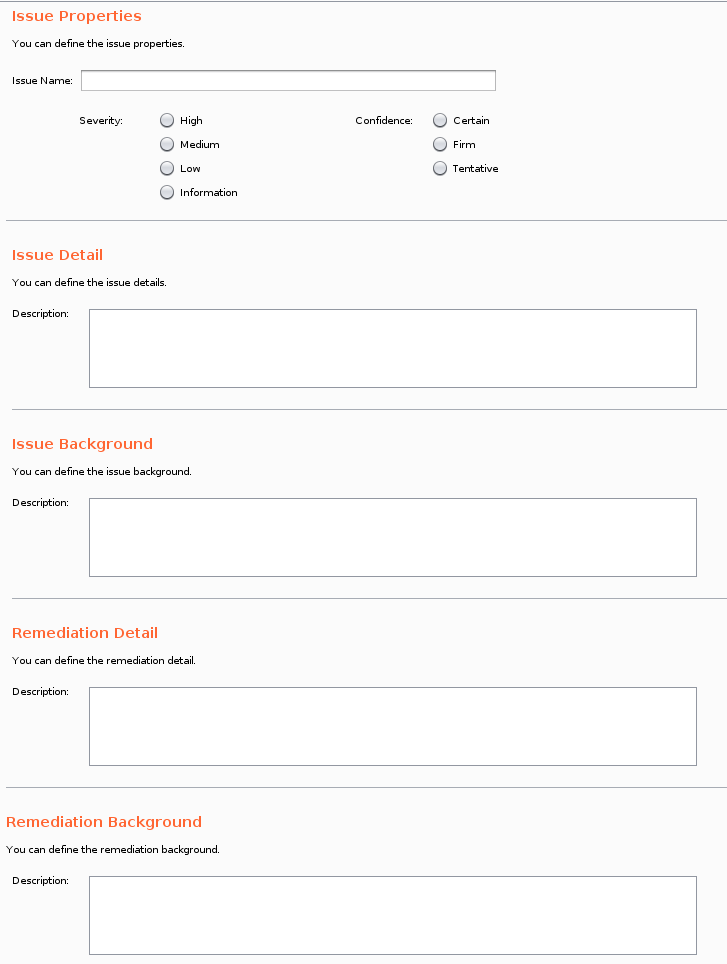 Issue Properties
You can define the issue properties.
Issue Name:
Severity: High Confidence: Certain
Medium Firm
Low Tentative
Information
Issue Detail
You can define the issue details.
Description:
Issue Background
You can define the issue background.
Description:
Remediation Detail
You can define the remediation detail.
Description:
Remediation Background
You can define the remediation background.
Description: